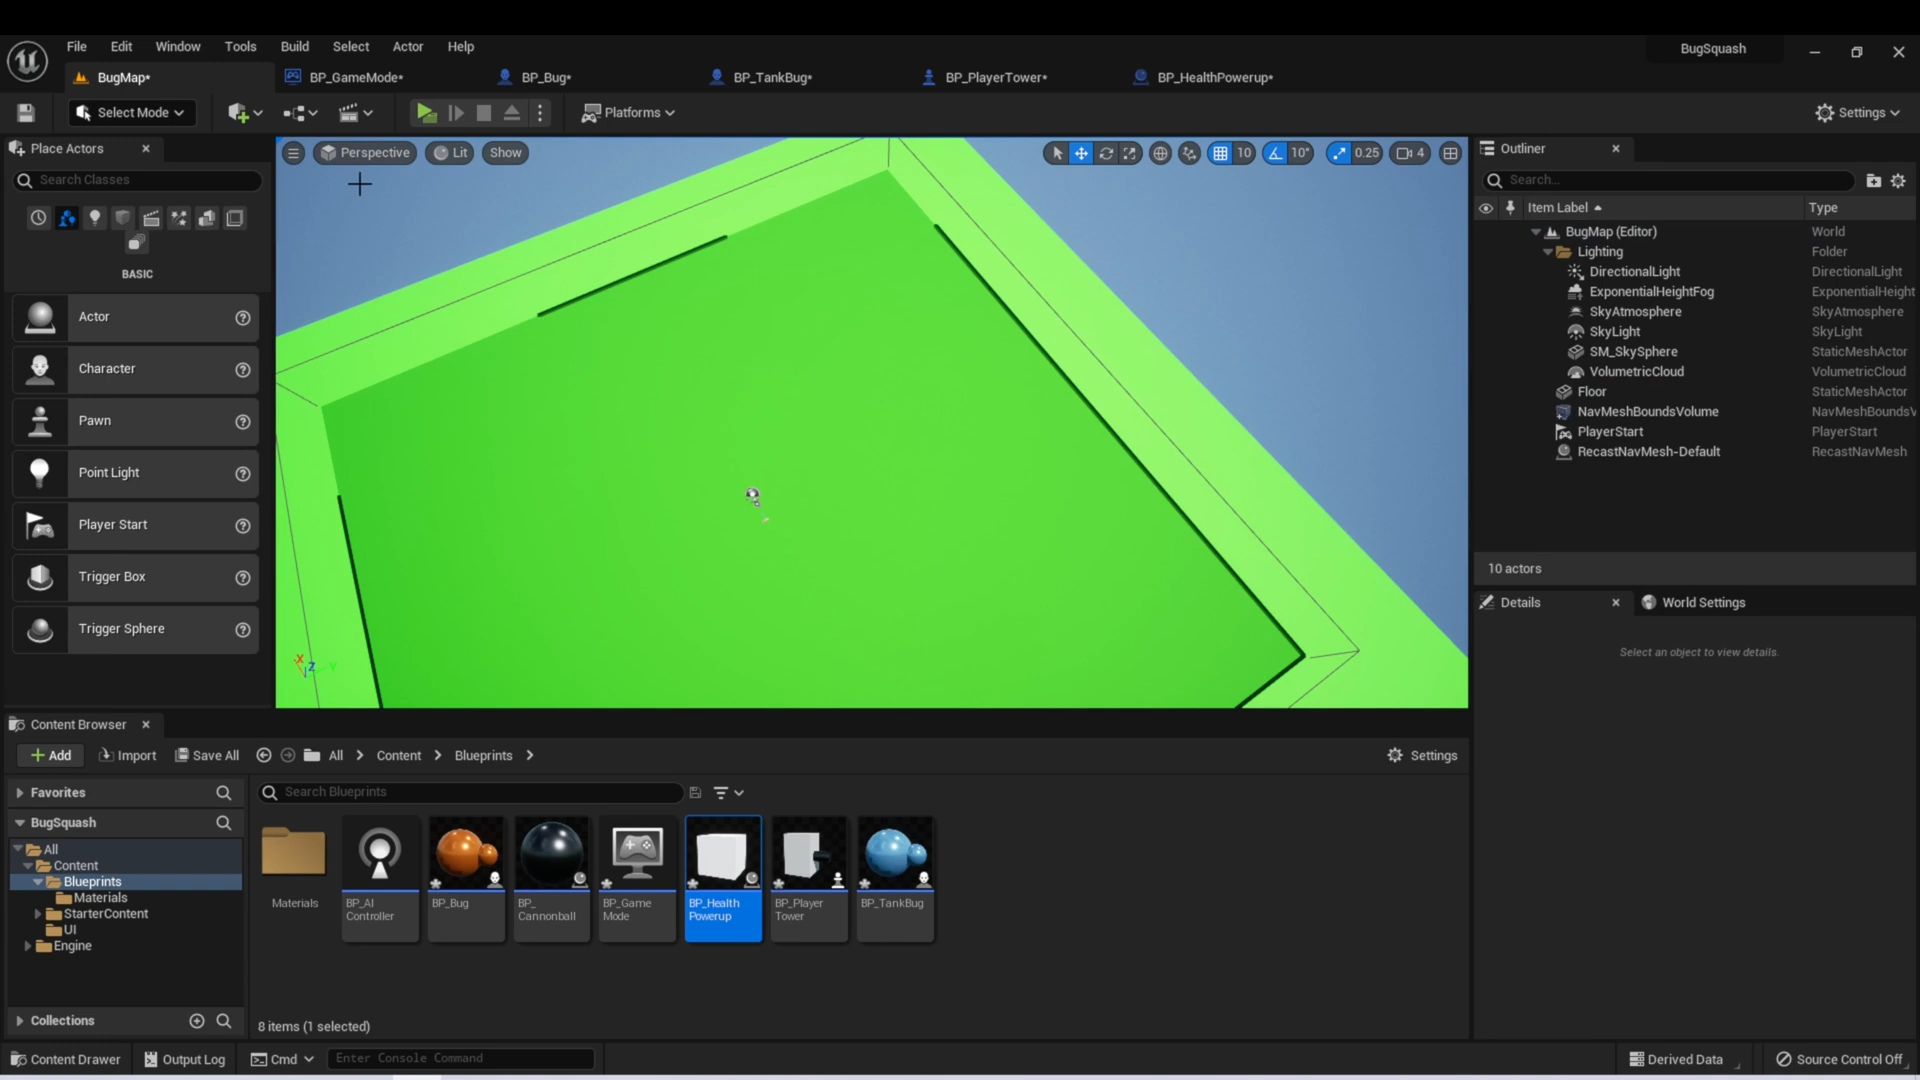 File Edit Window Tools Build Select Actor Help
BugSquash
BugMap*
BP_GameMode*
BP_Bug*
BP_TankBug*
BP_PlayerTower*
BP_HealthPowerup*
Select Mode
Platforms
Settings
Place Actors
Search Classes
BASIC
Actor
Character
Pawn
Point Light
Player Start
Trigger Box
Trigger Sphere
Perspective
Lit
Show
10
10°
0.25
4
X
Z
Y
Outliner
Search...
Item Label Type
BugMap (Editor) World
Lighting Folder
DirectionalLight DirectionalLight
ExponentialHeightFog ExponentialHeight
SkyAtmosphere SkyAtmosphere
SkyLight SkyLight
SM_SkySphere StaticMeshActor
VolumetricCloud VolumetricCloud
Floor StaticMeshActor
NavMeshBoundsVolume NavMeshBoundsV
PlayerStart PlayerStart
RecastNavMesh-Default RecastNavMesh
10 actors
Details
World Settings
Select an object to view details.
Content Browser
Add
Import
Save All
All
Content
Blueprints
Settings
Favorites
BugSquash
All
Content
Blueprints
Materials
StarterContent
UI
Engine
Collections
Search Blueprints
Materials
BP_AI
Controller
BP_Bug
BP_
Cannonball
BP_Game
Mode
BP_Health
Powerup
BP_Player
Tower
BP_TankBug
8 items (1 selected)
Content Drawer
Output Log
Cmd
Enter Console Command
Derived Data
Source Control Off